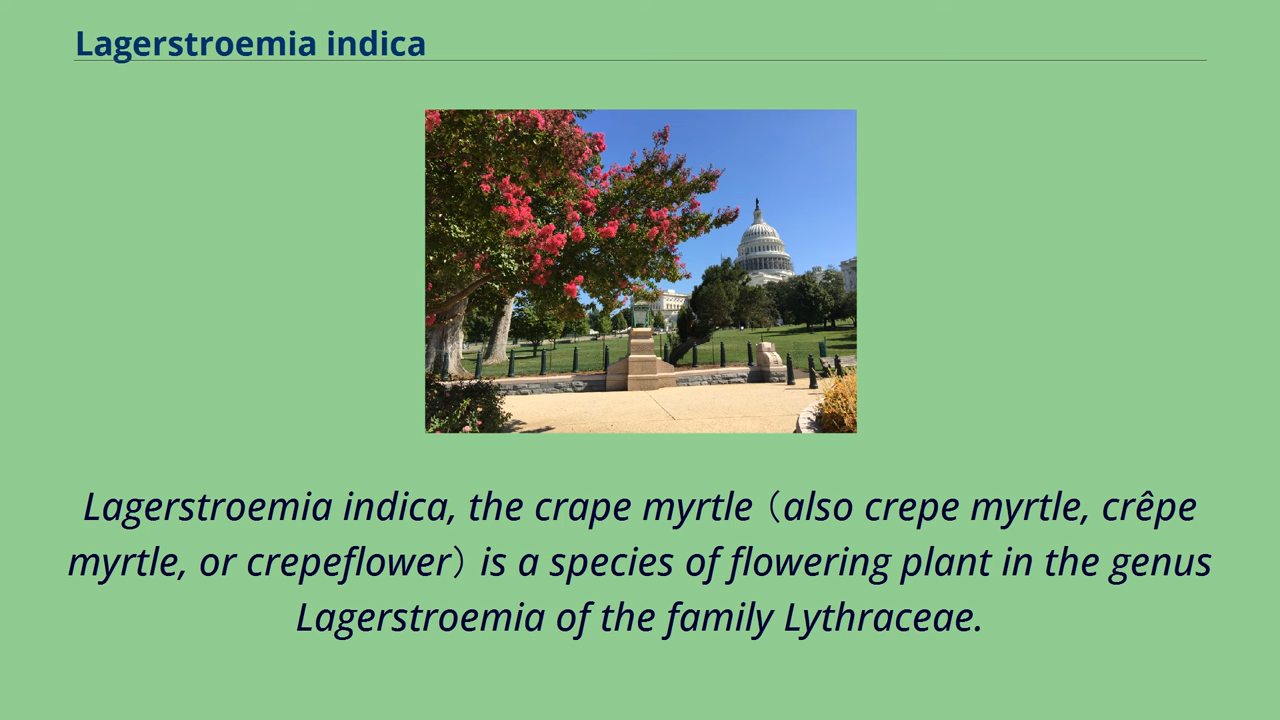 Lagerstroemia indica
Lagerstroemia indica, the crape myrtle（also crepe myrtle, crêpe
myrtle, or crepeflower）is a species of flowering plant in the genus
Lagerstroemia of the family Lythraceae.